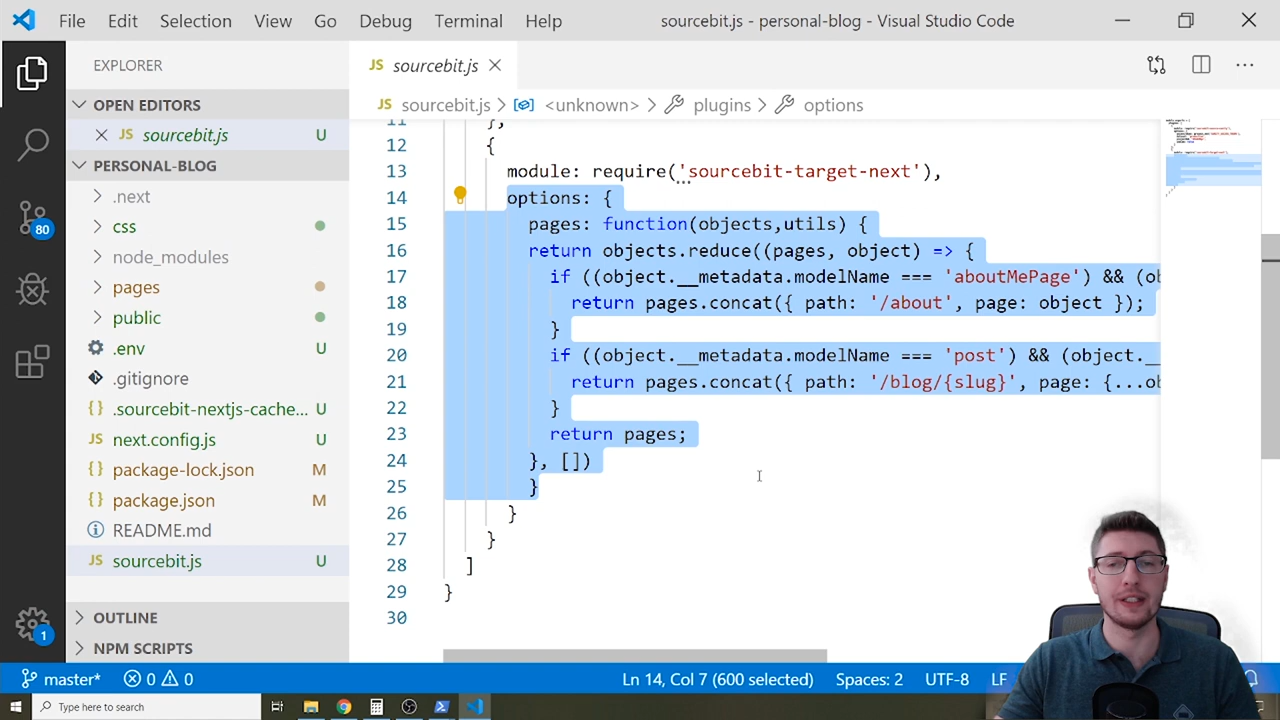 File Edit Selection View Go Debug Terminal Help sourcebit.js - personal-blog - Visual Studio Code
EXPLORER
OPEN EDITORS
JS sourcebit.js U
PERSONAL-BLOG
.next
css
node_modules
pages
public
.env U
.gitignore
{} .sourcebit-nextjs-cache... U
JS next.config.js U
{} package-lock.json M
{} package.json M
README.md
JS sourcebit.js U
OUTLINE
NPM SCRIPTS
80
1
JS sourcebit.js
JS sourcebit.js > <unknown> > plugins > options
11 },
12 {
13 module: require('sourcebit-target-next'),
14 options: {
15 pages: function(objects,utils) {
16 return objects.reduce((pages, object) => {
17 if ((object.__metadata.modelName === 'aboutMePage') && (o
18 return pages.concat({ path: '/about', page: object });
19 }
20 if ((object.__metadata.modelName === 'post') && (object.__
21 return pages.concat({ path: '/blog/{slug}', page: {...o
22 }
23 return pages;
24 }, [])
25 }
26 }
27 }
28 ]
29 }
30
master* 0 0 Ln 14, Col 7 (600 selected) Spaces: 2 UTF-8 LF
Type here to search